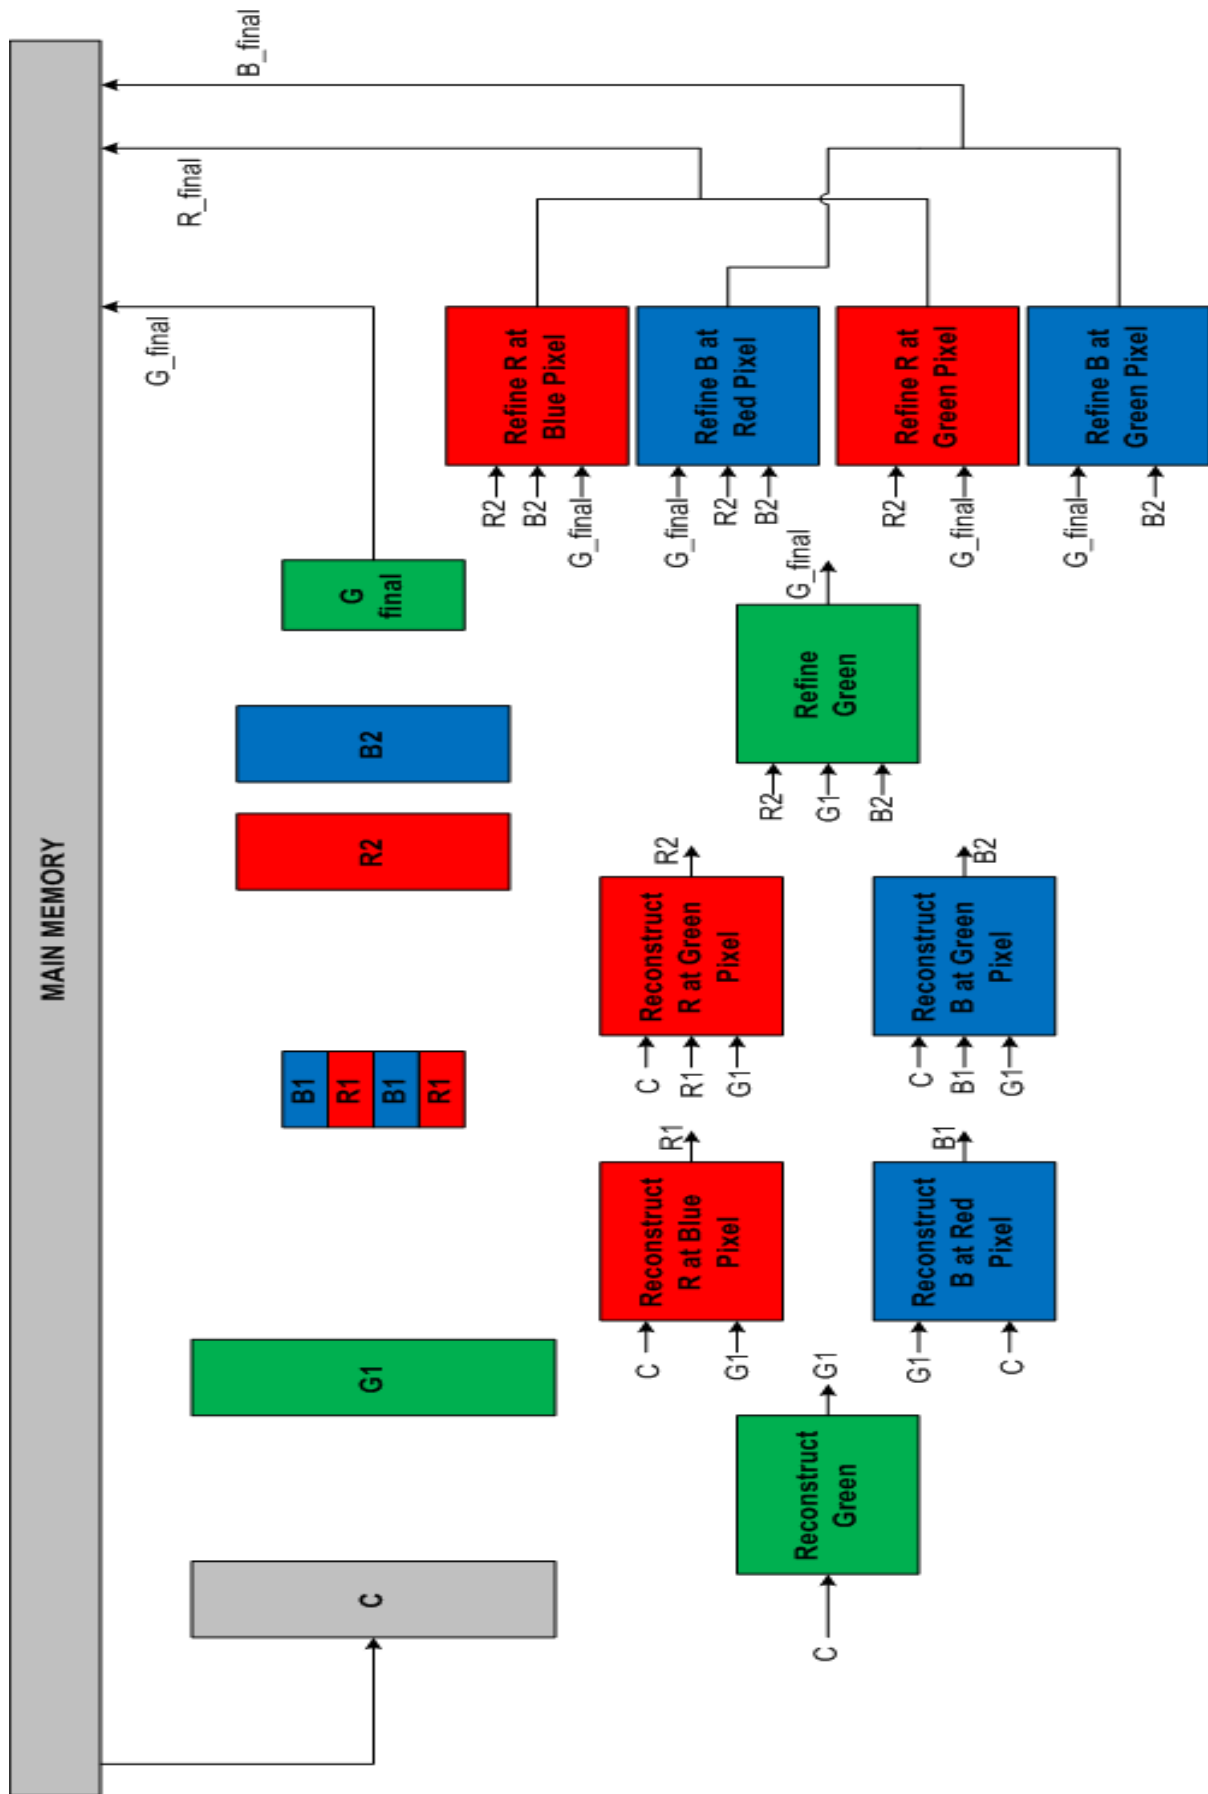 MAIN MEMORY
B_final
R_final
G_final
C
G1
B1
R1
B1
R1
R2
B2
G
final
C
Reconstruct
Green
G1
C
G1
Reconstruct
R at Blue
Pixel
R1
G1
C
Reconstruct
B at Red
Pixel
B1
C
R1
G1
Reconstruct
R at Green
Pixel
R2
C
B1
G1
Reconstruct
B at Green
Pixel
B2
R2
G1
B2
Refine
Green
G_final
R2
B2
G_final
Refine R at
Blue Pixel
G_final
R2
B2
Refine B at
Red Pixel
R2
G_final
Refine R at
Green Pixel
G_final
B2
Refine B at
Green Pixel